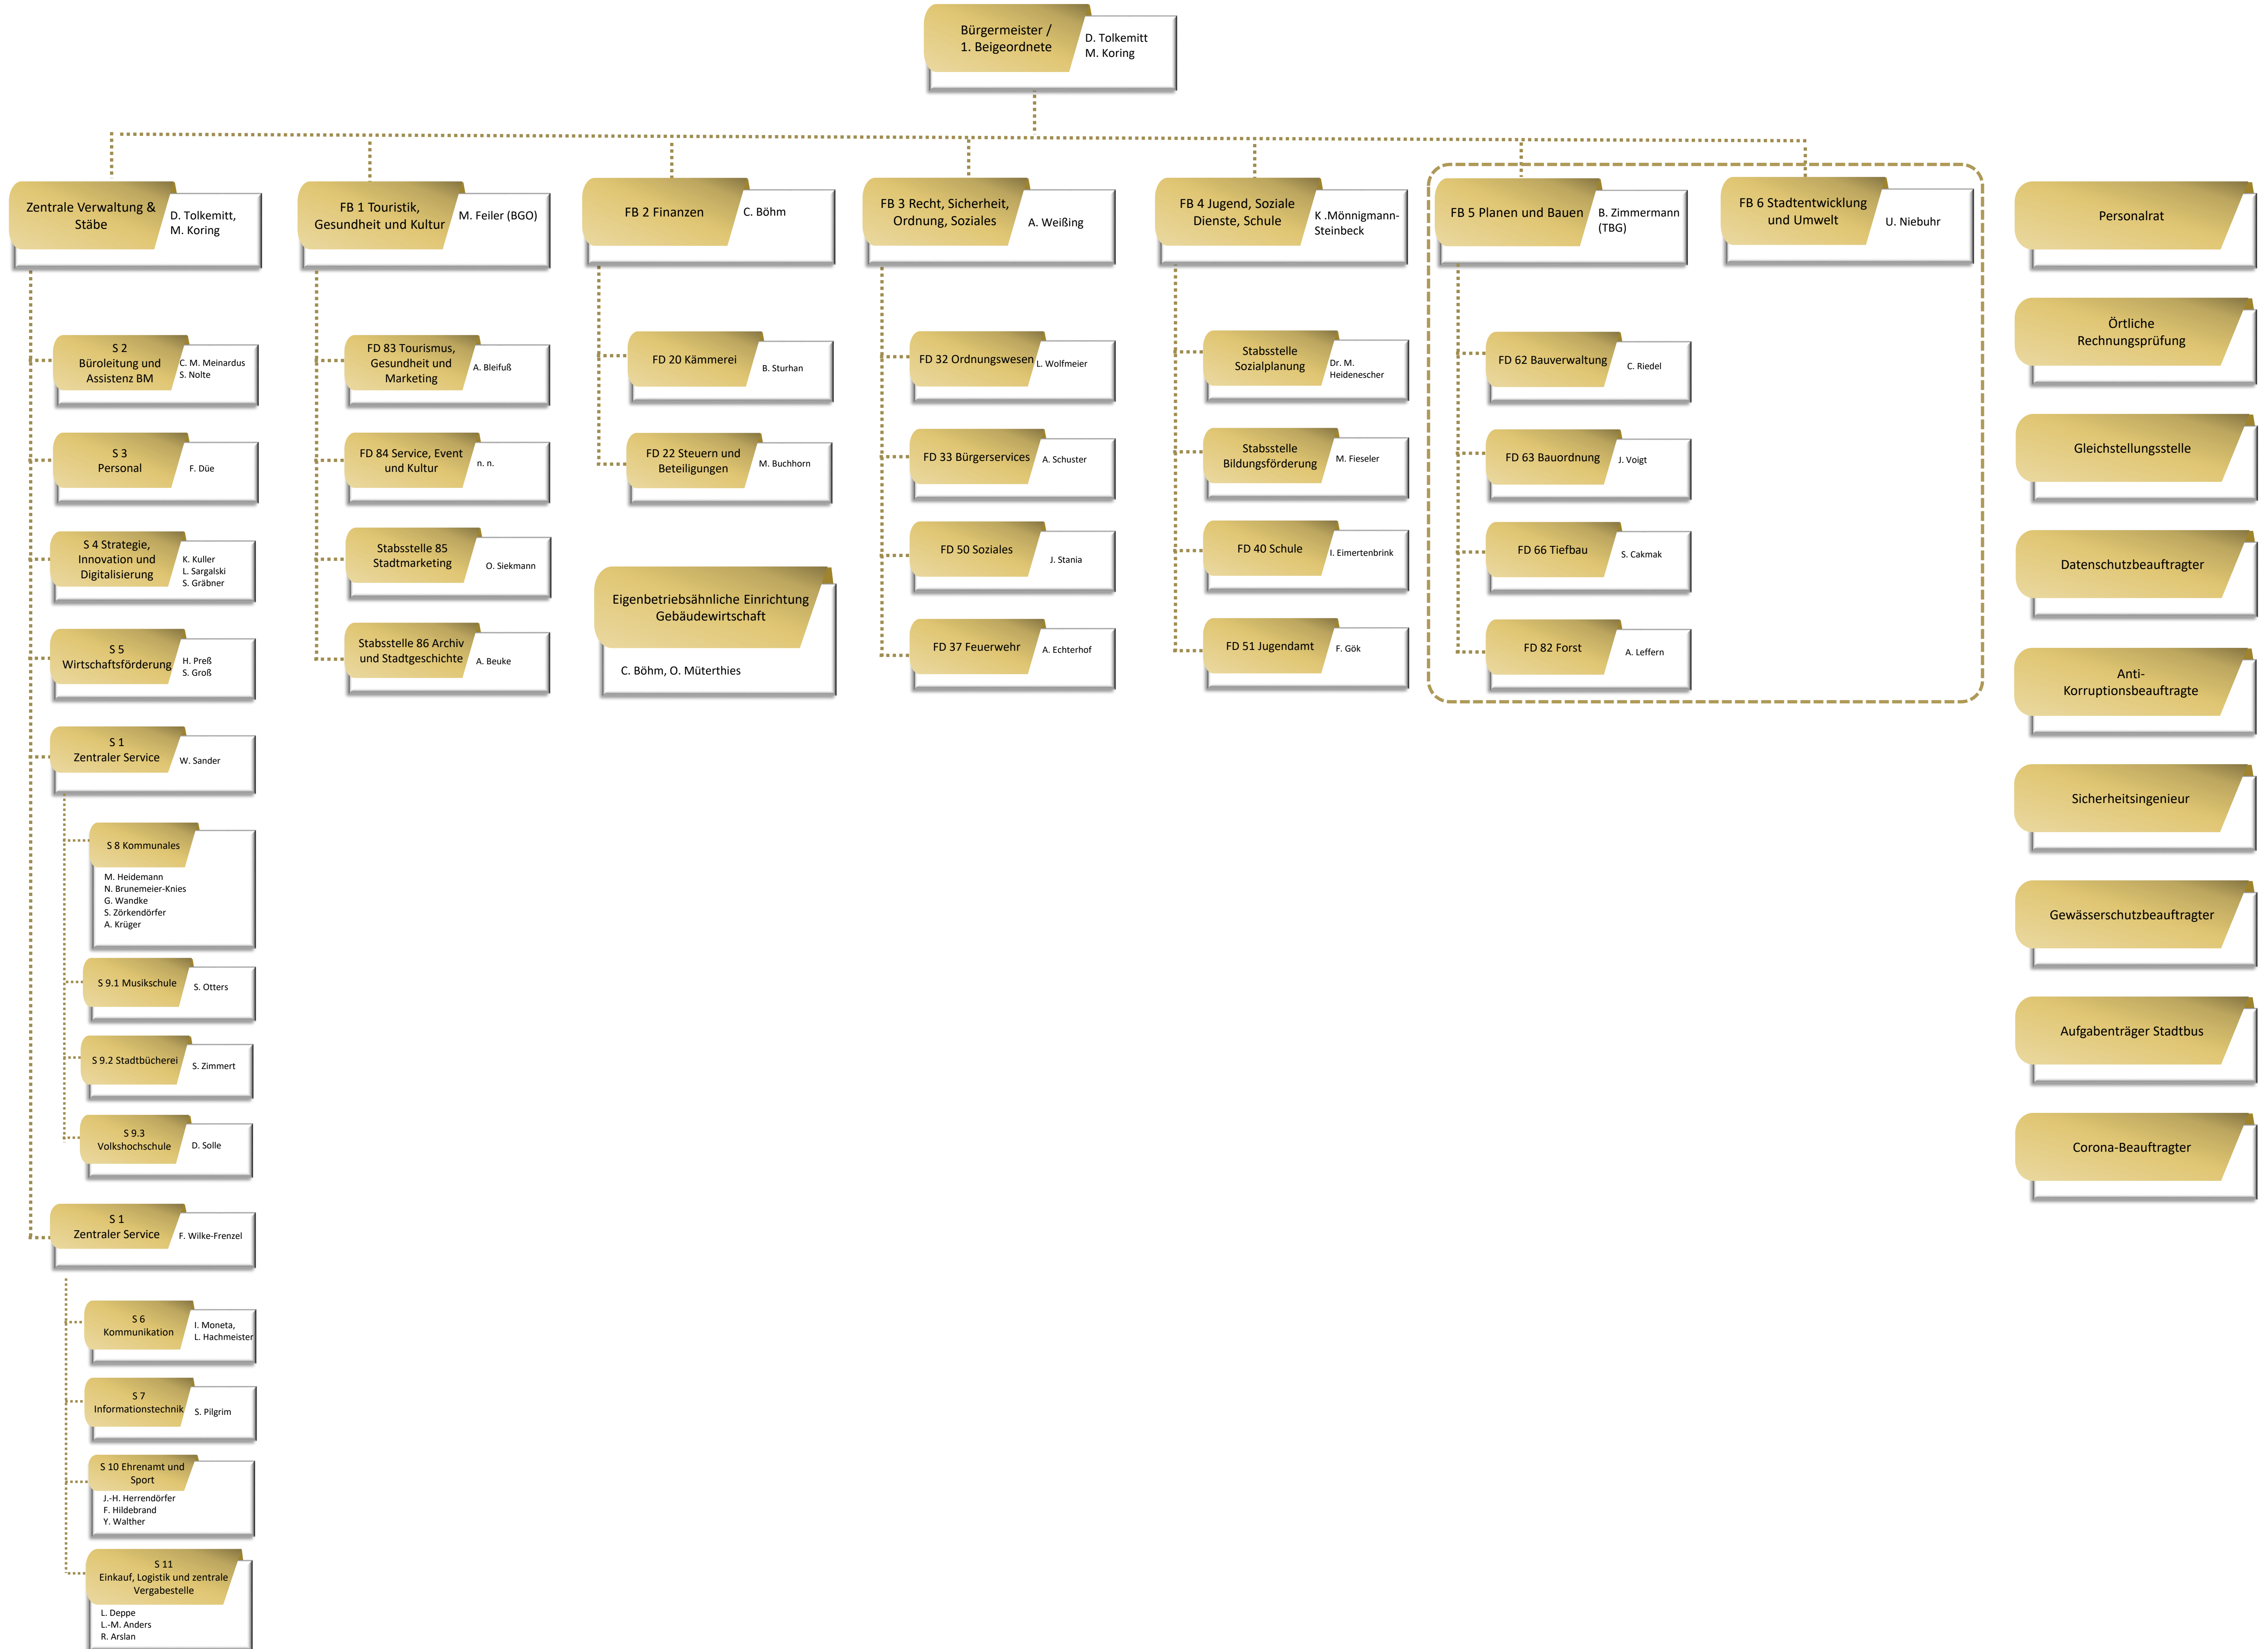 Bürgermeister /
1. Beigeordnete
D. Tolkemitt
M. Koring
Zentrale Verwaltung &
Stäbe
D. Tolkemitt,
M. Koring
S 2
Büroleitung und
Assistenz BM
C. M. Meinardus
S. Nolte
S 3
Personal
F. Düe
S 4 Strategie,
Innovation und
Digitalisierung
K. Kuller
L. Sargalski
S. Gräbner
S 5
Wirtschaftsförderung
H. Preß
S. Groß
S 1
Zentraler Service
W. Sander
S 8 Kommunales
M. Heidemann
N. Brunemeier-Knies
G. Wandke
S. Zörkendörfer
A. Krüger
S 9.1 Musikschule
S. Otters
S 9.2 Stadtbücherei
S. Zimmert
S 9.3
Volkshochschule
D. Solle
S 1
Zentraler Service
F. Wilke-Frenzel
S 6
Kommunikation
I. Moneta,
L. Hachmeister
S 7
Informationstechnik
S. Pilgrim
S 10 Ehrenamt und
Sport
J.-H. Herrendörfer
F. Hildebrand
Y. Walther
S 11
Einkauf, Logistik und zentrale
Vergabestelle
L. Deppe
L.-M. Anders
R. Arslan
FB 1 Touristik,
Gesundheit und Kultur
M. Feiler (BGO)
FD 83 Tourismus,
Gesundheit und
Marketing
A. Bleifuß
FD 84 Service, Event
und Kultur
n. n.
Stabsstelle 85
Stadtmarketing
O. Siekmann
Stabsstelle 86 Archiv
und Stadtgeschichte
A. Beuke
FB 2 Finanzen
C. Böhm
FD 20 Kämmerei
B. Sturhan
FD 22 Steuern und
Beteiligungen
M. Buchhorn
Eigenbetriebsähnliche Einrichtung
Gebäudewirtschaft
C. Böhm, O. Müterthies
FB 3 Recht, Sicherheit,
Ordnung, Soziales
A. Weißing
FD 32 Ordnungswesen
L. Wolfmeier
FD 33 Bürgerservices
A. Schuster
FD 50 Soziales
J. Stania
FD 37 Feuerwehr
A. Echterhof
FB 4 Jugend, Soziale
Dienste, Schule
K .Mönnigmann-
Steinbeck
Stabsstelle
Sozialplanung
Dr. M.
Heidenescher
Stabsstelle
Bildungsförderung
M. Fieseler
FD 40 Schule
I. Eimertenbrink
FD 51 Jugendamt
F. Gök
FB 5 Planen und Bauen
B. Zimmermann
(TBG)
FD 62 Bauverwaltung
C. Riedel
FD 63 Bauordnung
J. Voigt
FD 66 Tiefbau
S. Cakmak
FD 82 Forst
A. Leffern
FB 6 Stadtentwicklung
und Umwelt
U. Niebuhr
Personalrat
Örtliche
Rechnungsprüfung
Gleichstellungsstelle
Datenschutzbeauftragter
Anti-
Korruptionsbeauftragte
Sicherheitsingenieur
Gewässerschutzbeauftragter
Aufgabenträger Stadtbus
Corona-Beauftragter